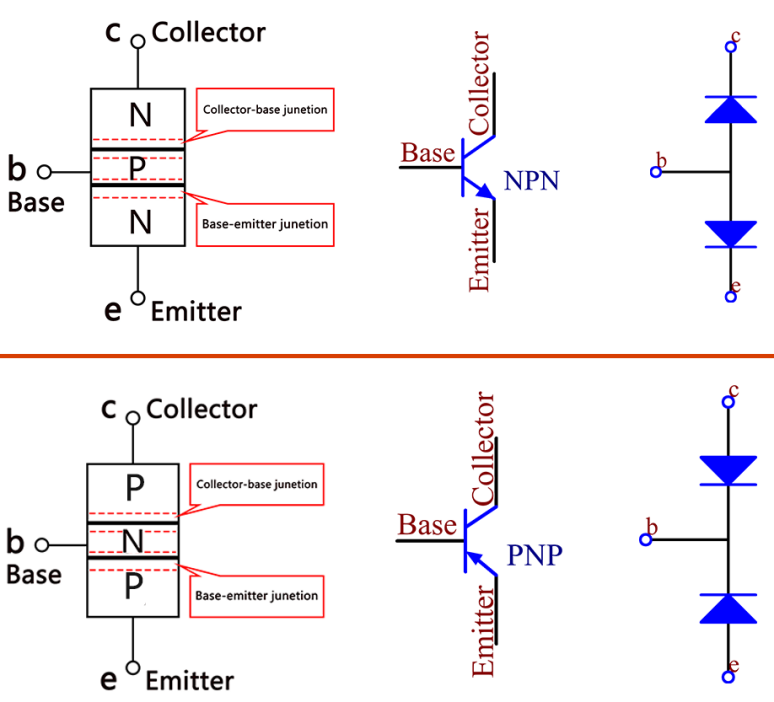 c Collector
N
Collector-base junetion
b
P
Base
N
Base-emitter junetion
e Emitter
Collector
Base
NPN
Emitter
c
b
e
c Collector
P
Collector-base junetion
b
N
Base
P
Base-emitter junetion
e Emitter
Collector
Base
PNP
Emitter
c
b
e